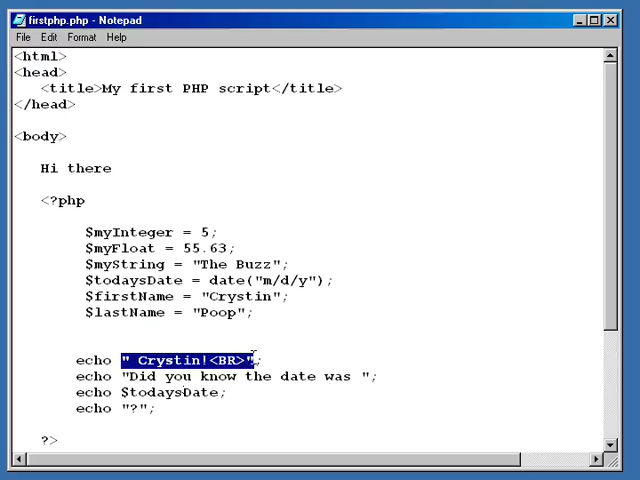 firstphp.php - Notepad
File Edit Format Help
<html>
<head>
<title>My first PHP script</title>
</head>
<body>
Hi there
<?php
$myInteger = 5;
$myFloat = 55.63;
$myString = "The Buzz";
$todaysDate = date("m/d/y");
$firstName = "Crystin";
$lastName = "Poop";
echo " Crystin!<BR>";
echo "Did you know the date was ";
echo $todaysDate;
echo "?";
?>